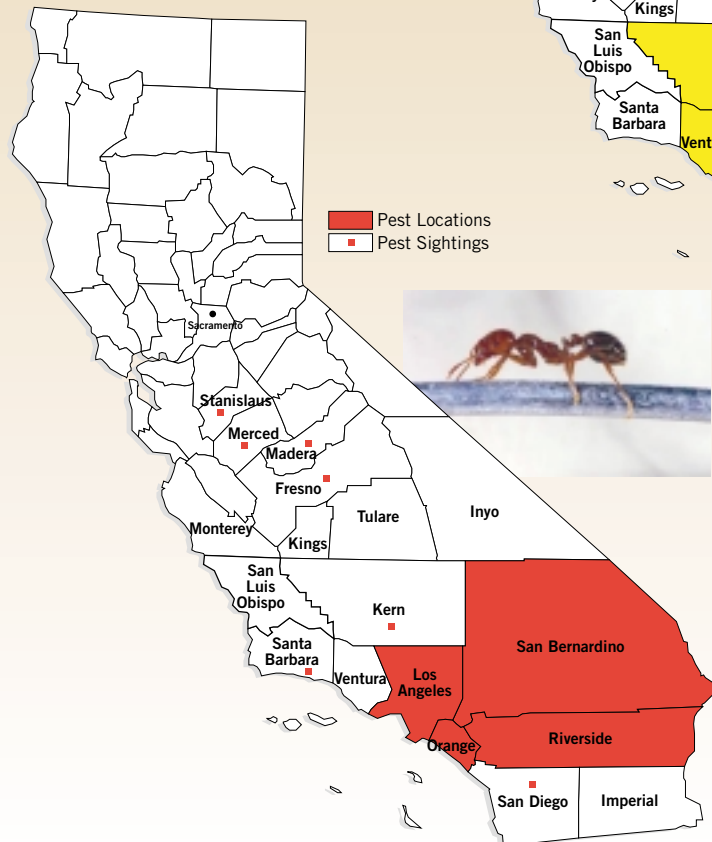 Kings
San
Luis
Obispo
Santa
Barbara
Vent
Pest Locations
Pest Sightings
Sacramento
Stanislaus
Merced
Madera
Fresno
Monterey
Kings
Tulare
Inyo
San
Luis
Obispo
Kern
San Bernardino
Santa
Barbara
Ventura
Los
Angeles
Orange
Riverside
San Diego
Imperial